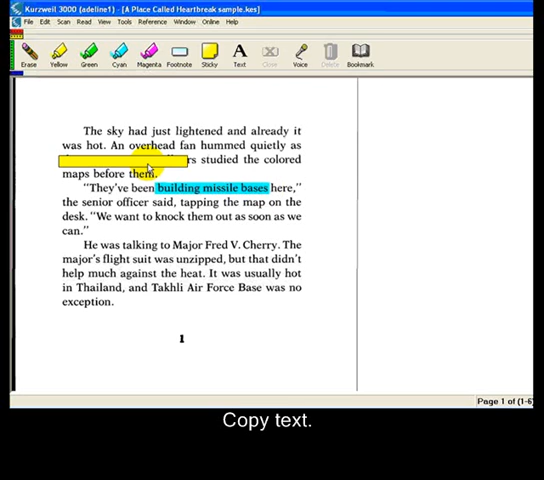 Kurzweil 3000 (adeline1) - [A Place Called Heartbreak sample.kes]
File Edit Scan Read View Tools Reference Window Online Help
Erase Yellow Green Cyan Magenta Footnote Sticky Text Circle Voice Delete Bookmark
The sky had just lightened and already it
was hot. An overhead fan hummed quietly as
rs studied the colored
maps before them.
"They've been building missile bases here,"
the senior officer said, tapping the map on the
desk. "We want to knock them out as soon as we
can."
He was talking to Major Fred V. Cherry. The
major's flight suit was unzipped, but that didn't
help much against the heat. It was usually hot
in Thailand, and Takhli Air Force Base was no
exception.
1
Page 1 of (1-6)
Copy text.